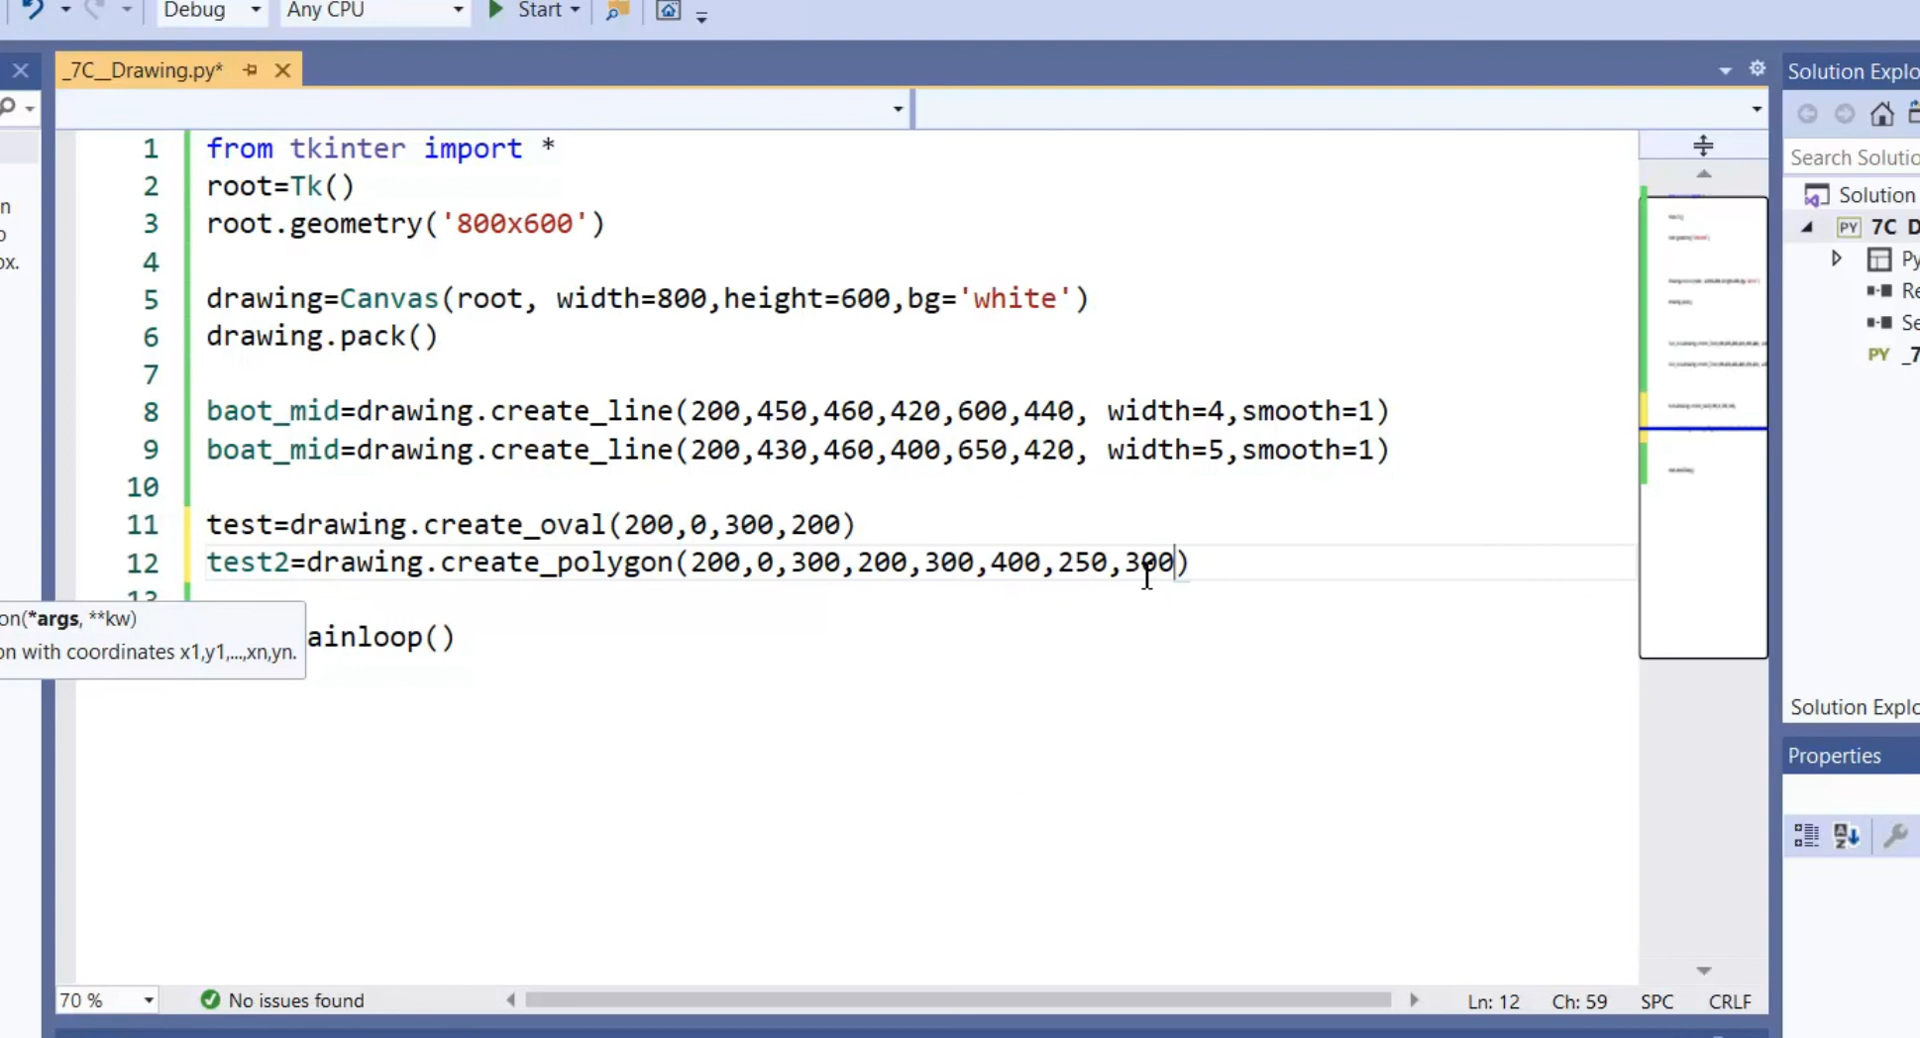 Debug Any CPU Start
_7C__Drawing.py*
Solution Explo
Search Solutio
Solution
7C D
Py
Re
Se
PY _7
n
o
ox.
1 from tkinter import *
2 root=Tk()
3 root.geometry('800x600')
4
5 drawing=Canvas(root, width=800,height=600,bg='white')
6 drawing.pack()
7
8 baot_mid=drawing.create_line(200,450,460,420,600,440, width=4,smooth=1)
9 boat_mid=drawing.create_line(200,430,460,400,650,420, width=5,smooth=1)
10
11 test=drawing.create_oval(200,0,300,200)
12 test2=drawing.create_polygon(200,0,300,200,300,400,250,300)
13
on(*args, **kw)
ainloop()
on with coordinates x1,y1,...,xn,yn.
Solution Explo
Properties
70 % No issues found Ln: 12 Ch: 59 SPC CRLF